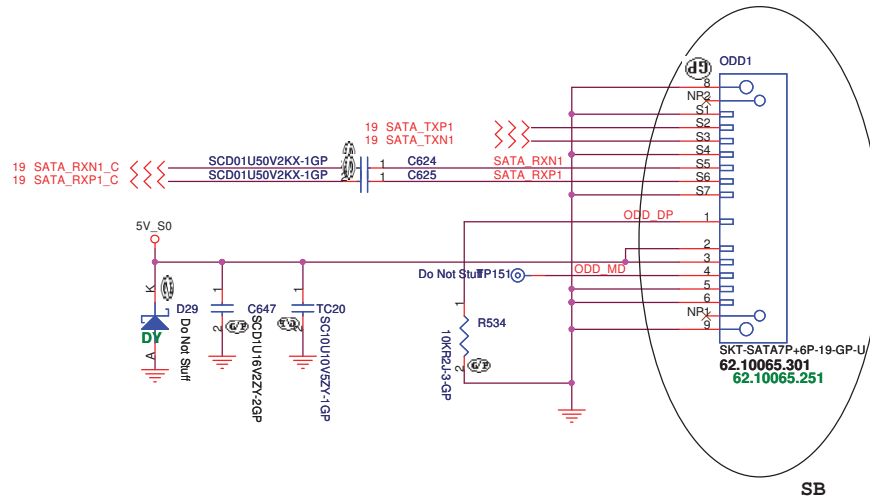 ODD1
GP
8
NP2
S1
19 SATA_TXP1
S2
19 SATA_TXN1
S3
S4
19 SATA_RXN1_C
SCD01U50V2KX-1GP
1
C624
SATA_RXN1
S5
19 SATA_RXP1_C
SCD01U50V2KX-1GP
2
1
C625
SATA_RXP1
S6
S7
ODD_DP
1
5V_S0
2
3
Do Not Stuff
TP151
ODD_MD
4
5
6
NP1
9
K
D29
DY
A
Do Not Stuff
1
C647
2
G/P
SCD1U16V2ZY-2GP
1
TC20
2
SC10U10V5ZY-1GP
1
R534
2
G/P
10KR2J-3-GP
SKT-SATA7P+6P-19-GP-U
62.10065.301
62.10065.251
SB